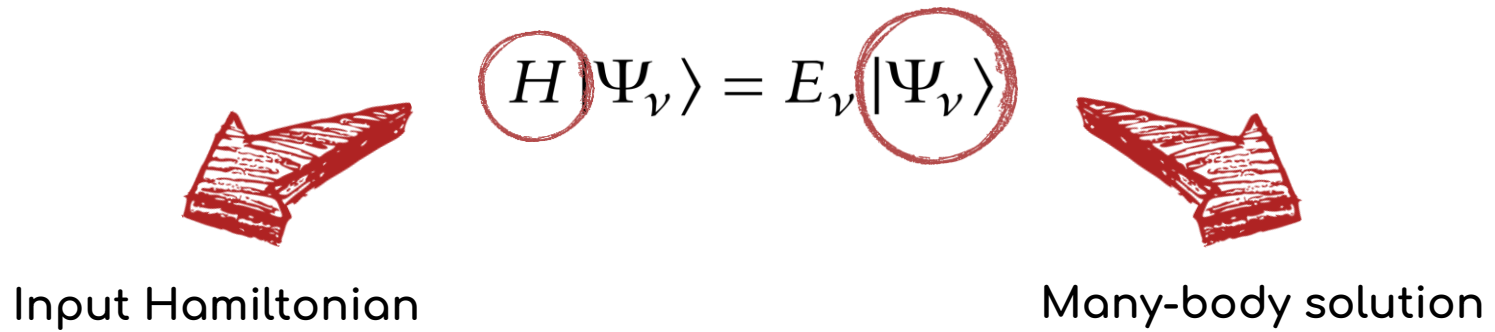 H|Ψ_ν⟩ = E_ν|Ψ_ν⟩
Input Hamiltonian
Many-body solution